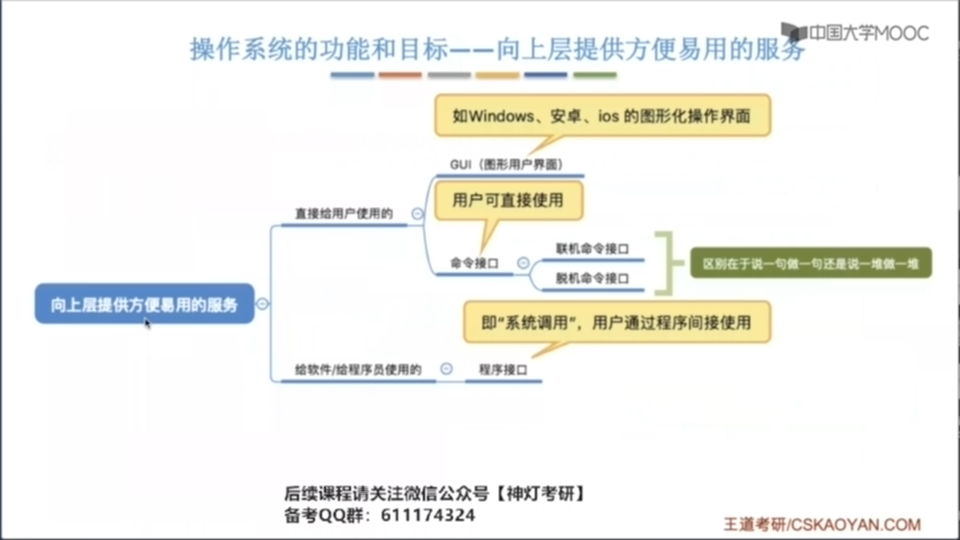 中国大学MOOC
操作系统的功能和目标——向上层提供方便易用的服务
如Windows、安卓、ios 的图形化操作界面
GUI（图形用户界面）
用户可直接使用
直接给用户使用的
联机命令接口
命令接口
脱机命令接口
区别在于说一句做一句还是说一堆做一堆
向上层提供方便易用的服务
即“系统调用”，用户通过程序间接使用
给软件/给程序员使用的
程序接口
后续课程请关注微信公众号【神灯考研】
备考QQ群：611174324
王道考研/CSKAOYAN.COM